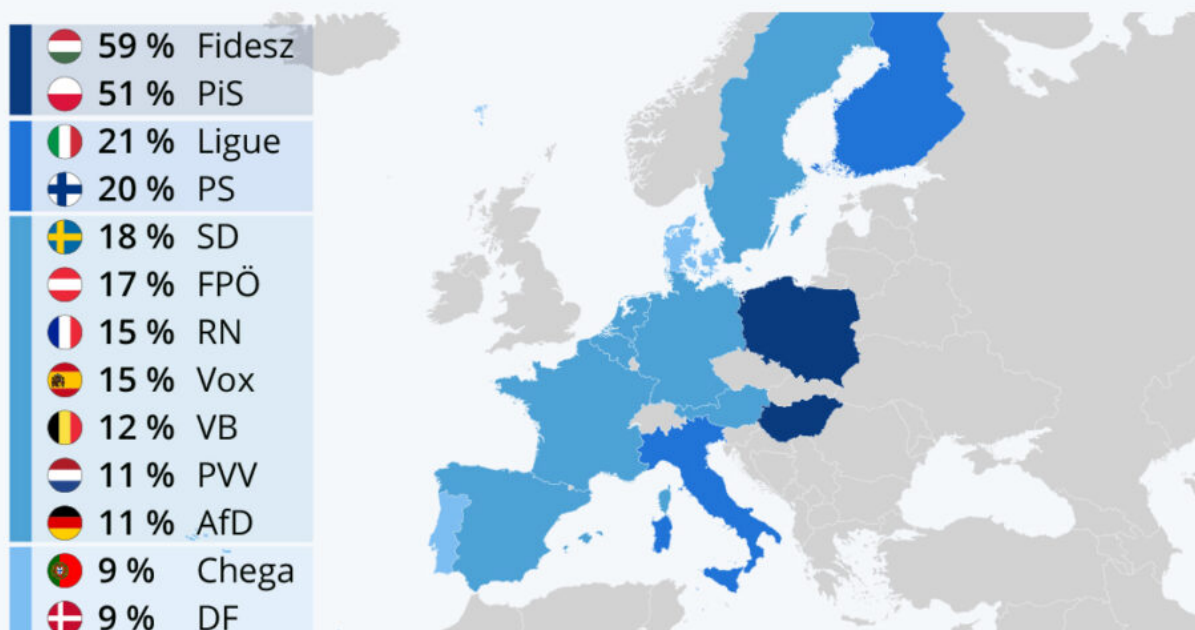 59 % Fidesz
51 % PiS
21 % Ligue
20 % PS
18 % SD
17 % FPÖ
15 % RN
15 % Vox
12 % VB
11 % PVV
11 % AfD
9 % Chega
9 % DF